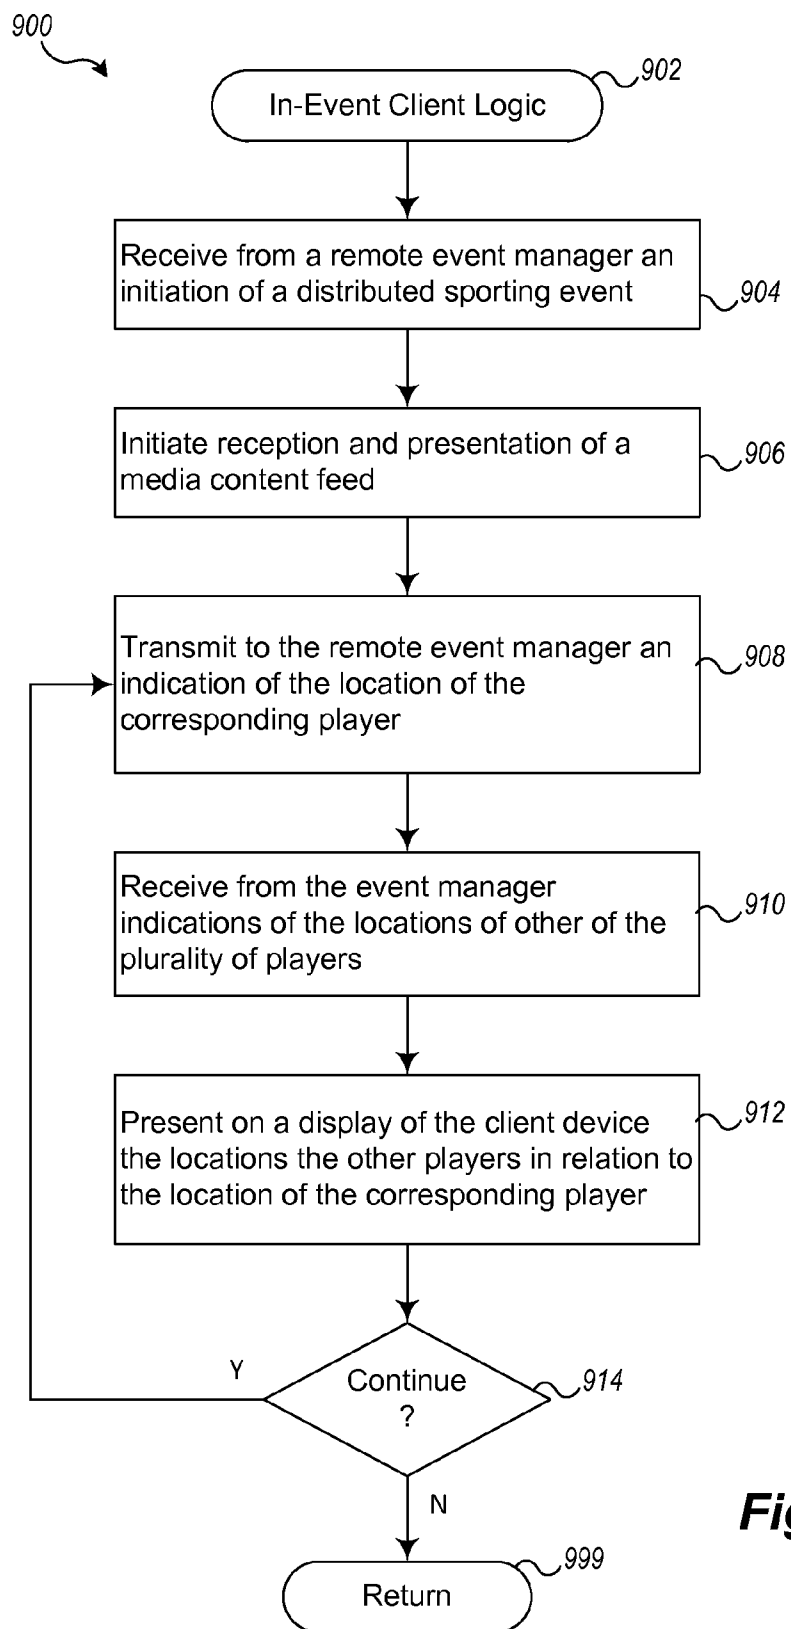 900
In-Event Client Logic
902
Receive from a remote event manager an
initiation of a distributed sporting event
904
Initiate reception and presentation of a
media content feed
906
Transmit to the remote event manager an
indication of the location of the
corresponding player
908
Receive from the event manager
indications of the locations of other of the
plurality of players
910
Present on a display of the client device
the locations the other players in relation to
the location of the corresponding player
912
Continue
?
914
Y
N
Fig
Return
999